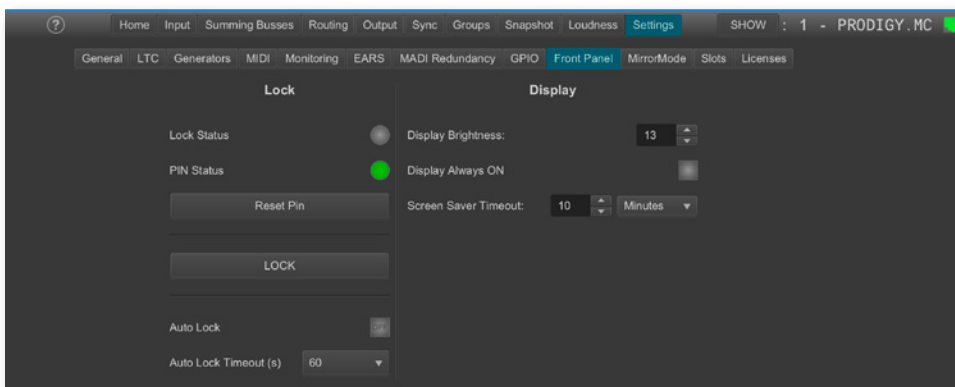 ? Home Input Summing Busses Routing Output Sync Groups Snapshot Loudness Settings SHOW : 1 - PRODIGY.MC
General LTC Generators MIDI Monitoring EARS MADI Redundancy GPIO Front Panel MirrorMode Slots Licenses
Lock Display
Lock Status Display Brightness: 13
PIN Status Display Always ON
Reset Pin Screen Saver Timeout: 10 Minutes
LOCK
Auto Lock OFF
Auto Lock Timeout (s) 60